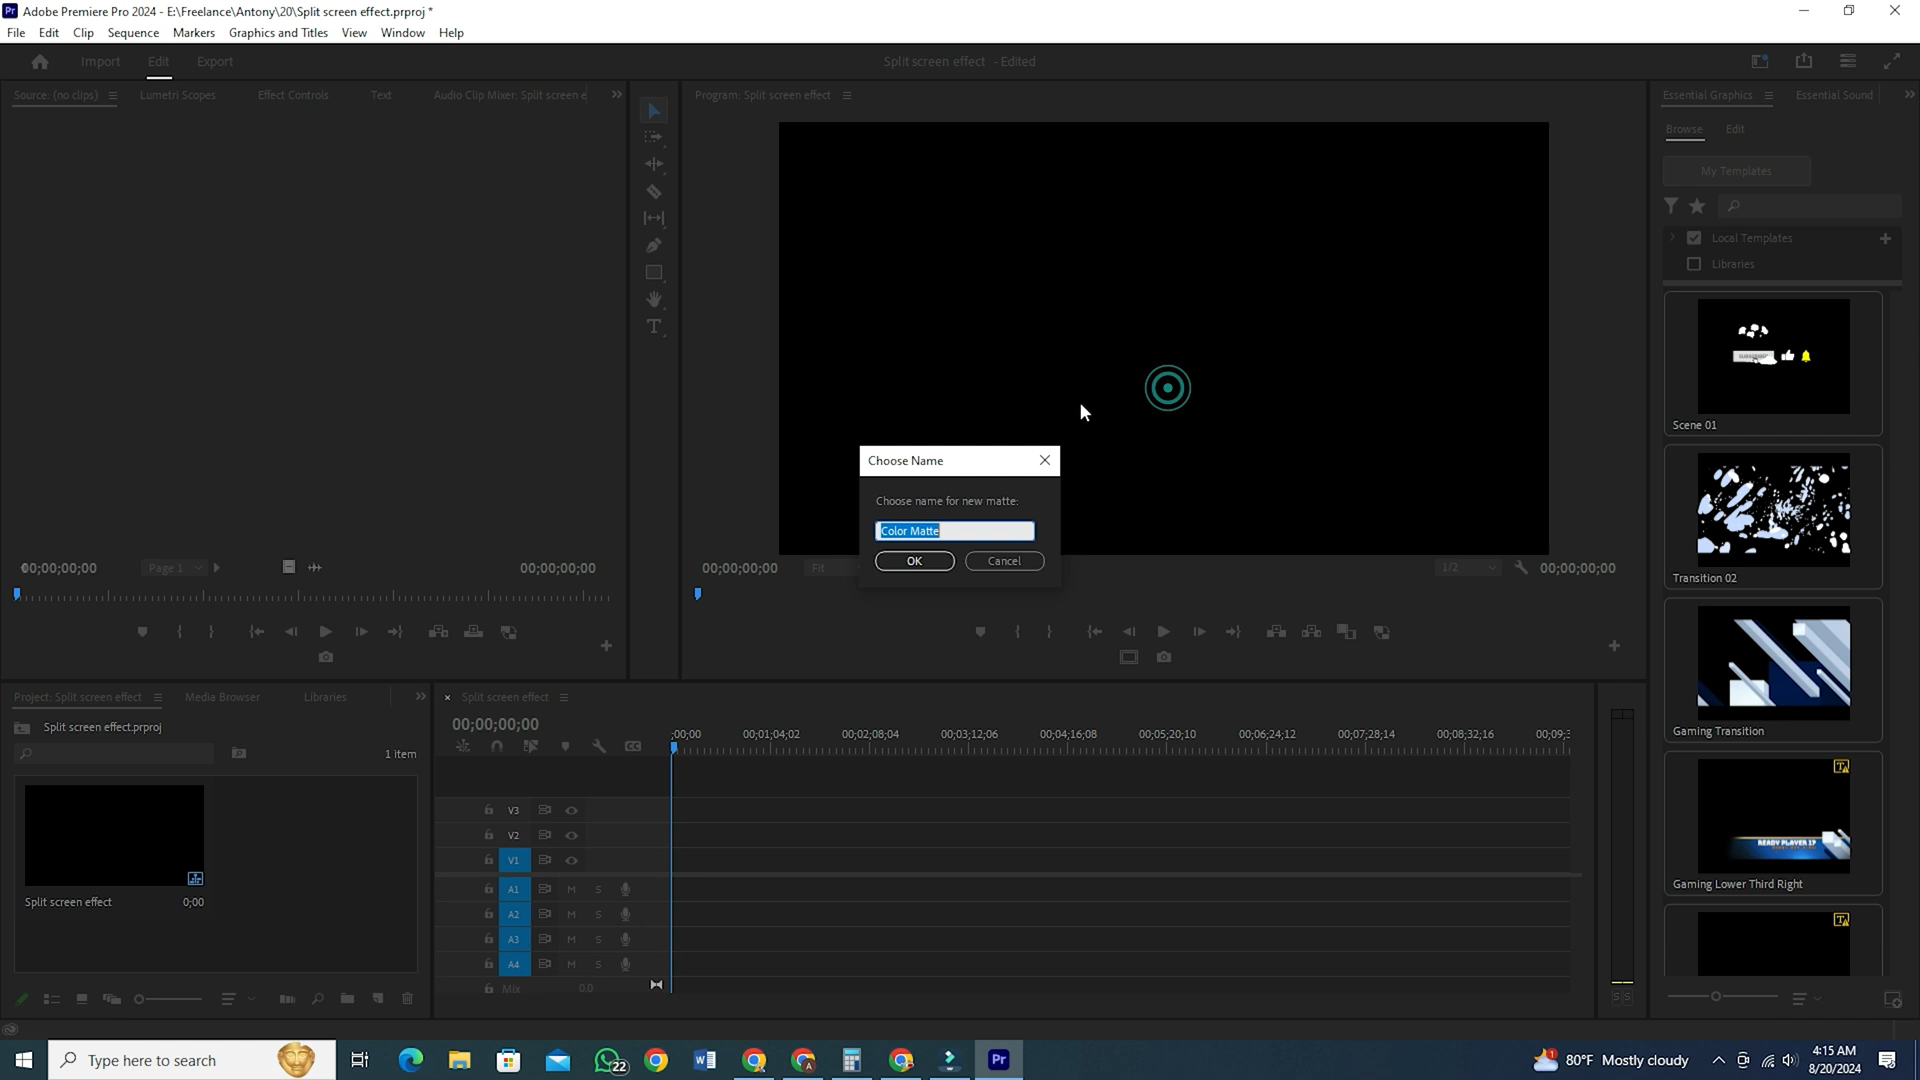 Adobe Premiere Pro 2024 - E:\Freelance\Antony\20\Split screen effect.prproj *
File Edit Clip Sequence Markers Graphics and Titles View Window Help
Import Edit Export
Split screen effect - Edited
Source: (no clips) Lumetri Scopes Effect Controls Text Audio Clip Mixer: Split screen e
Program: Split screen effect
Essential Graphics Essential Sound
Browse Edit
My Templates
Local Templates
Libraries
Scene 01
Transition 02
Gaming Transition
READY PLAYER 1?
Gaming Lower Third Right
Choose Name
Choose name for new matte:
Color Matte
OK Cancel
00;00;00;00 Page 1 00;00;00;00
00;00;00;00 Fit 1/2 00;00;00;00
Project: Split screen effect Media Browser Libraries
Split screen effect.prproj
1 item
Split screen effect 0;00
Split screen effect
00;00;00;00
;00;00 00;01;04;02 00;02;08;04 00;03;12;06 00;04;16;08 00;05;20;10 00;06;24;12 00;07;28;14 00;08;32;16 00;09;3
CC
V3
V2
V1
A1 M S
A2 M S
A3 M S
A4 M S
Mix 0.0
S S
Type here to search
22
80°F Mostly cloudy
4:15 AM
8/20/2024